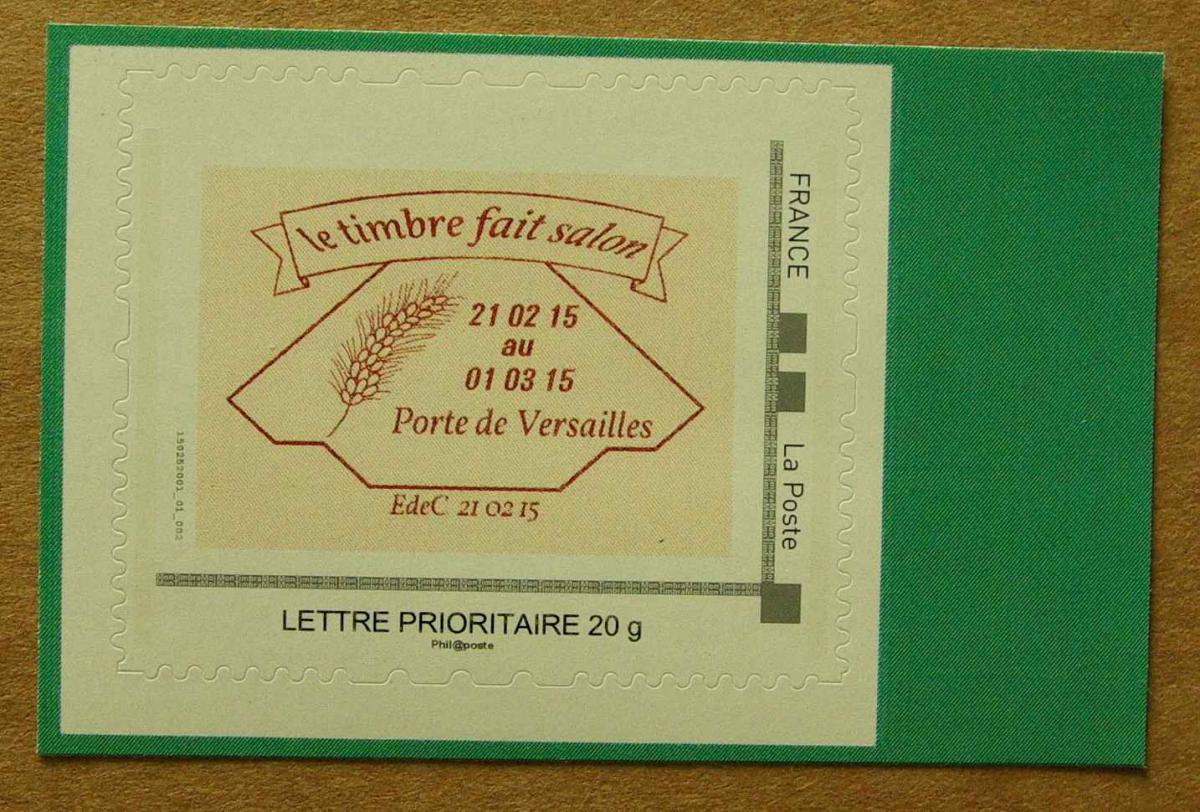 le timbre fait salon
21 02 15
au
01 03 15
Porte de Versailles
EdeC 21 02 15
FRANCE
La Poste
150252001_01_002
LETTRE PRIORITAIRE 20 g
Phil@poste